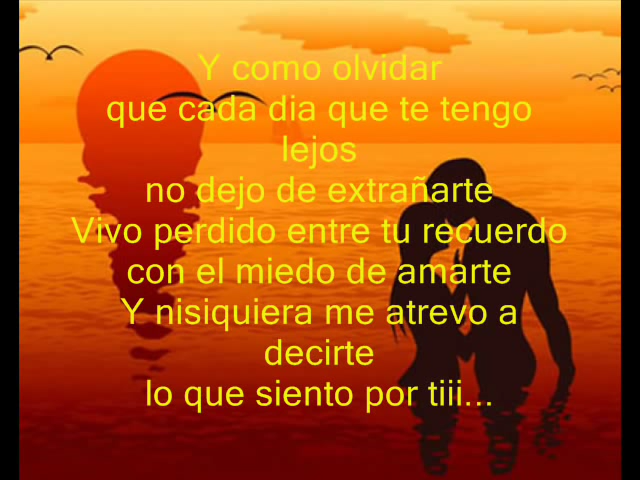 Y como olvidar
que cada dia que te tengo
lejos
no dejo de extrañarte
Vivo perdido entre tu recuerdo
con el miedo de amarte
Y nisiquiera me atrevo a
decirte
lo que siento por tiii...